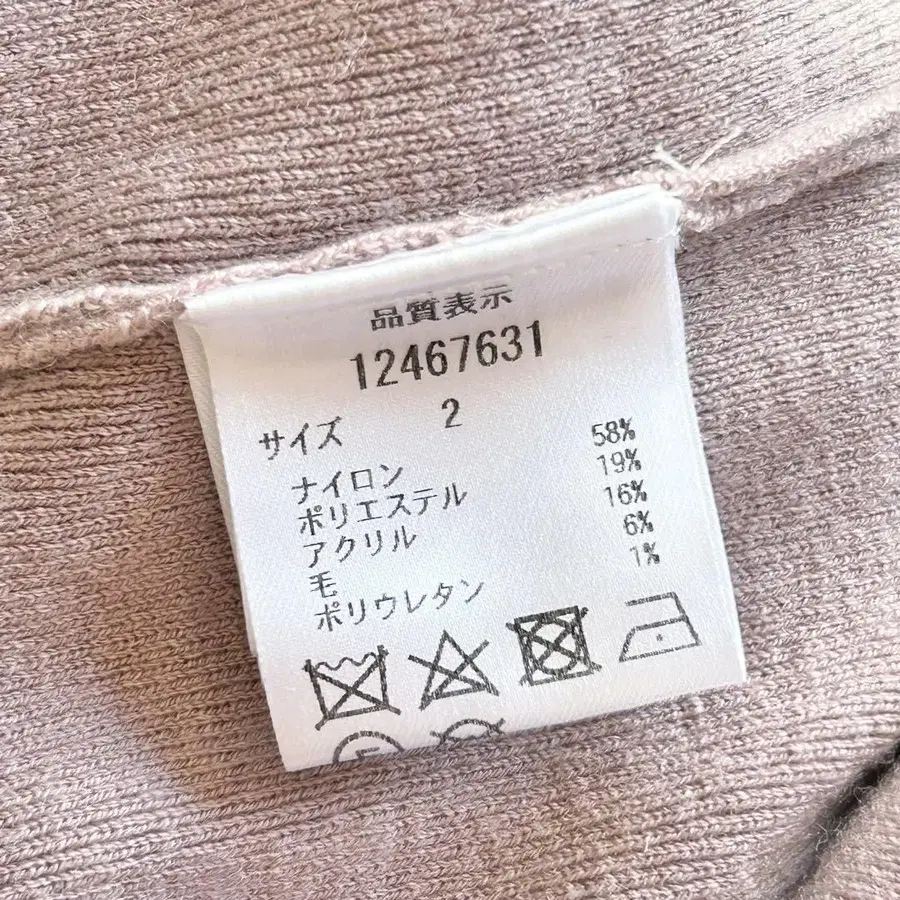 品質表示
12467631
サイズ 2
ナイロン 58%
ポリエステル 19%
アクリル 16%
毛 6%
ポリウレタン 1%